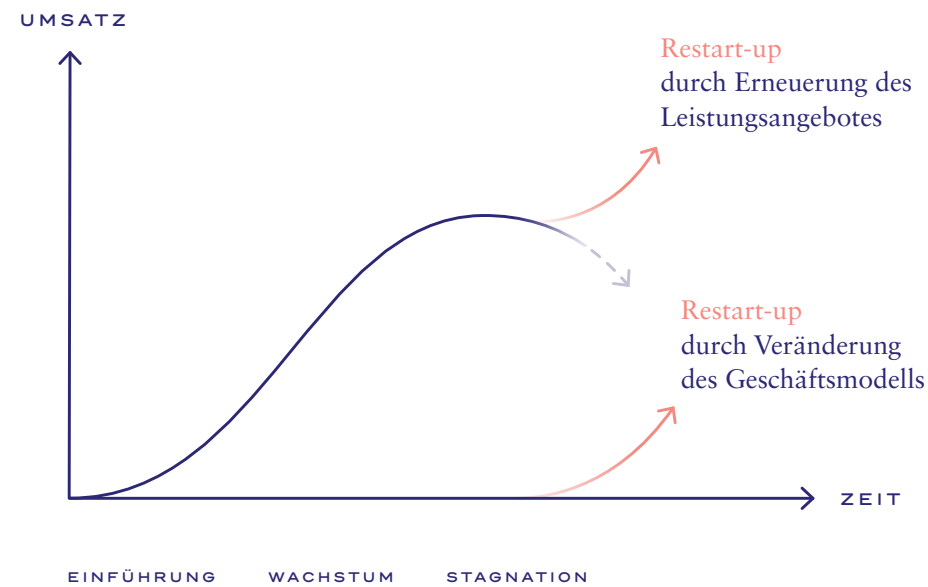 UMSATZ
Restart-up
durch Erneuerung des
Leistungsangebotes
Restart-up
durch Veränderung
des Geschäftsmodells
ZEIT
EINFÜHRUNG WACHSTUM STAGNATION